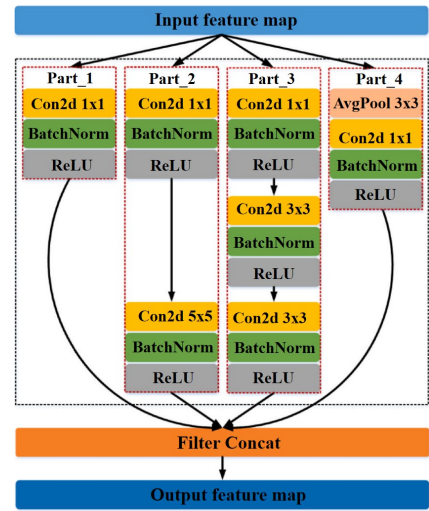 Input feature map
Part_1
Con2d 1x1
BatchNorm
ReLU
Part_2
Con2d 1x1
BatchNorm
ReLU
Con2d 5x5
BatchNorm
ReLU
Part_3
Con2d 1x1
BatchNorm
ReLU
Con2d 3x3
BatchNorm
ReLU
Con2d 3x3
BatchNorm
ReLU
Part_4
AvgPool 3x3
Con2d 1x1
BatchNorm
ReLU
Filter Concat
Output feature map